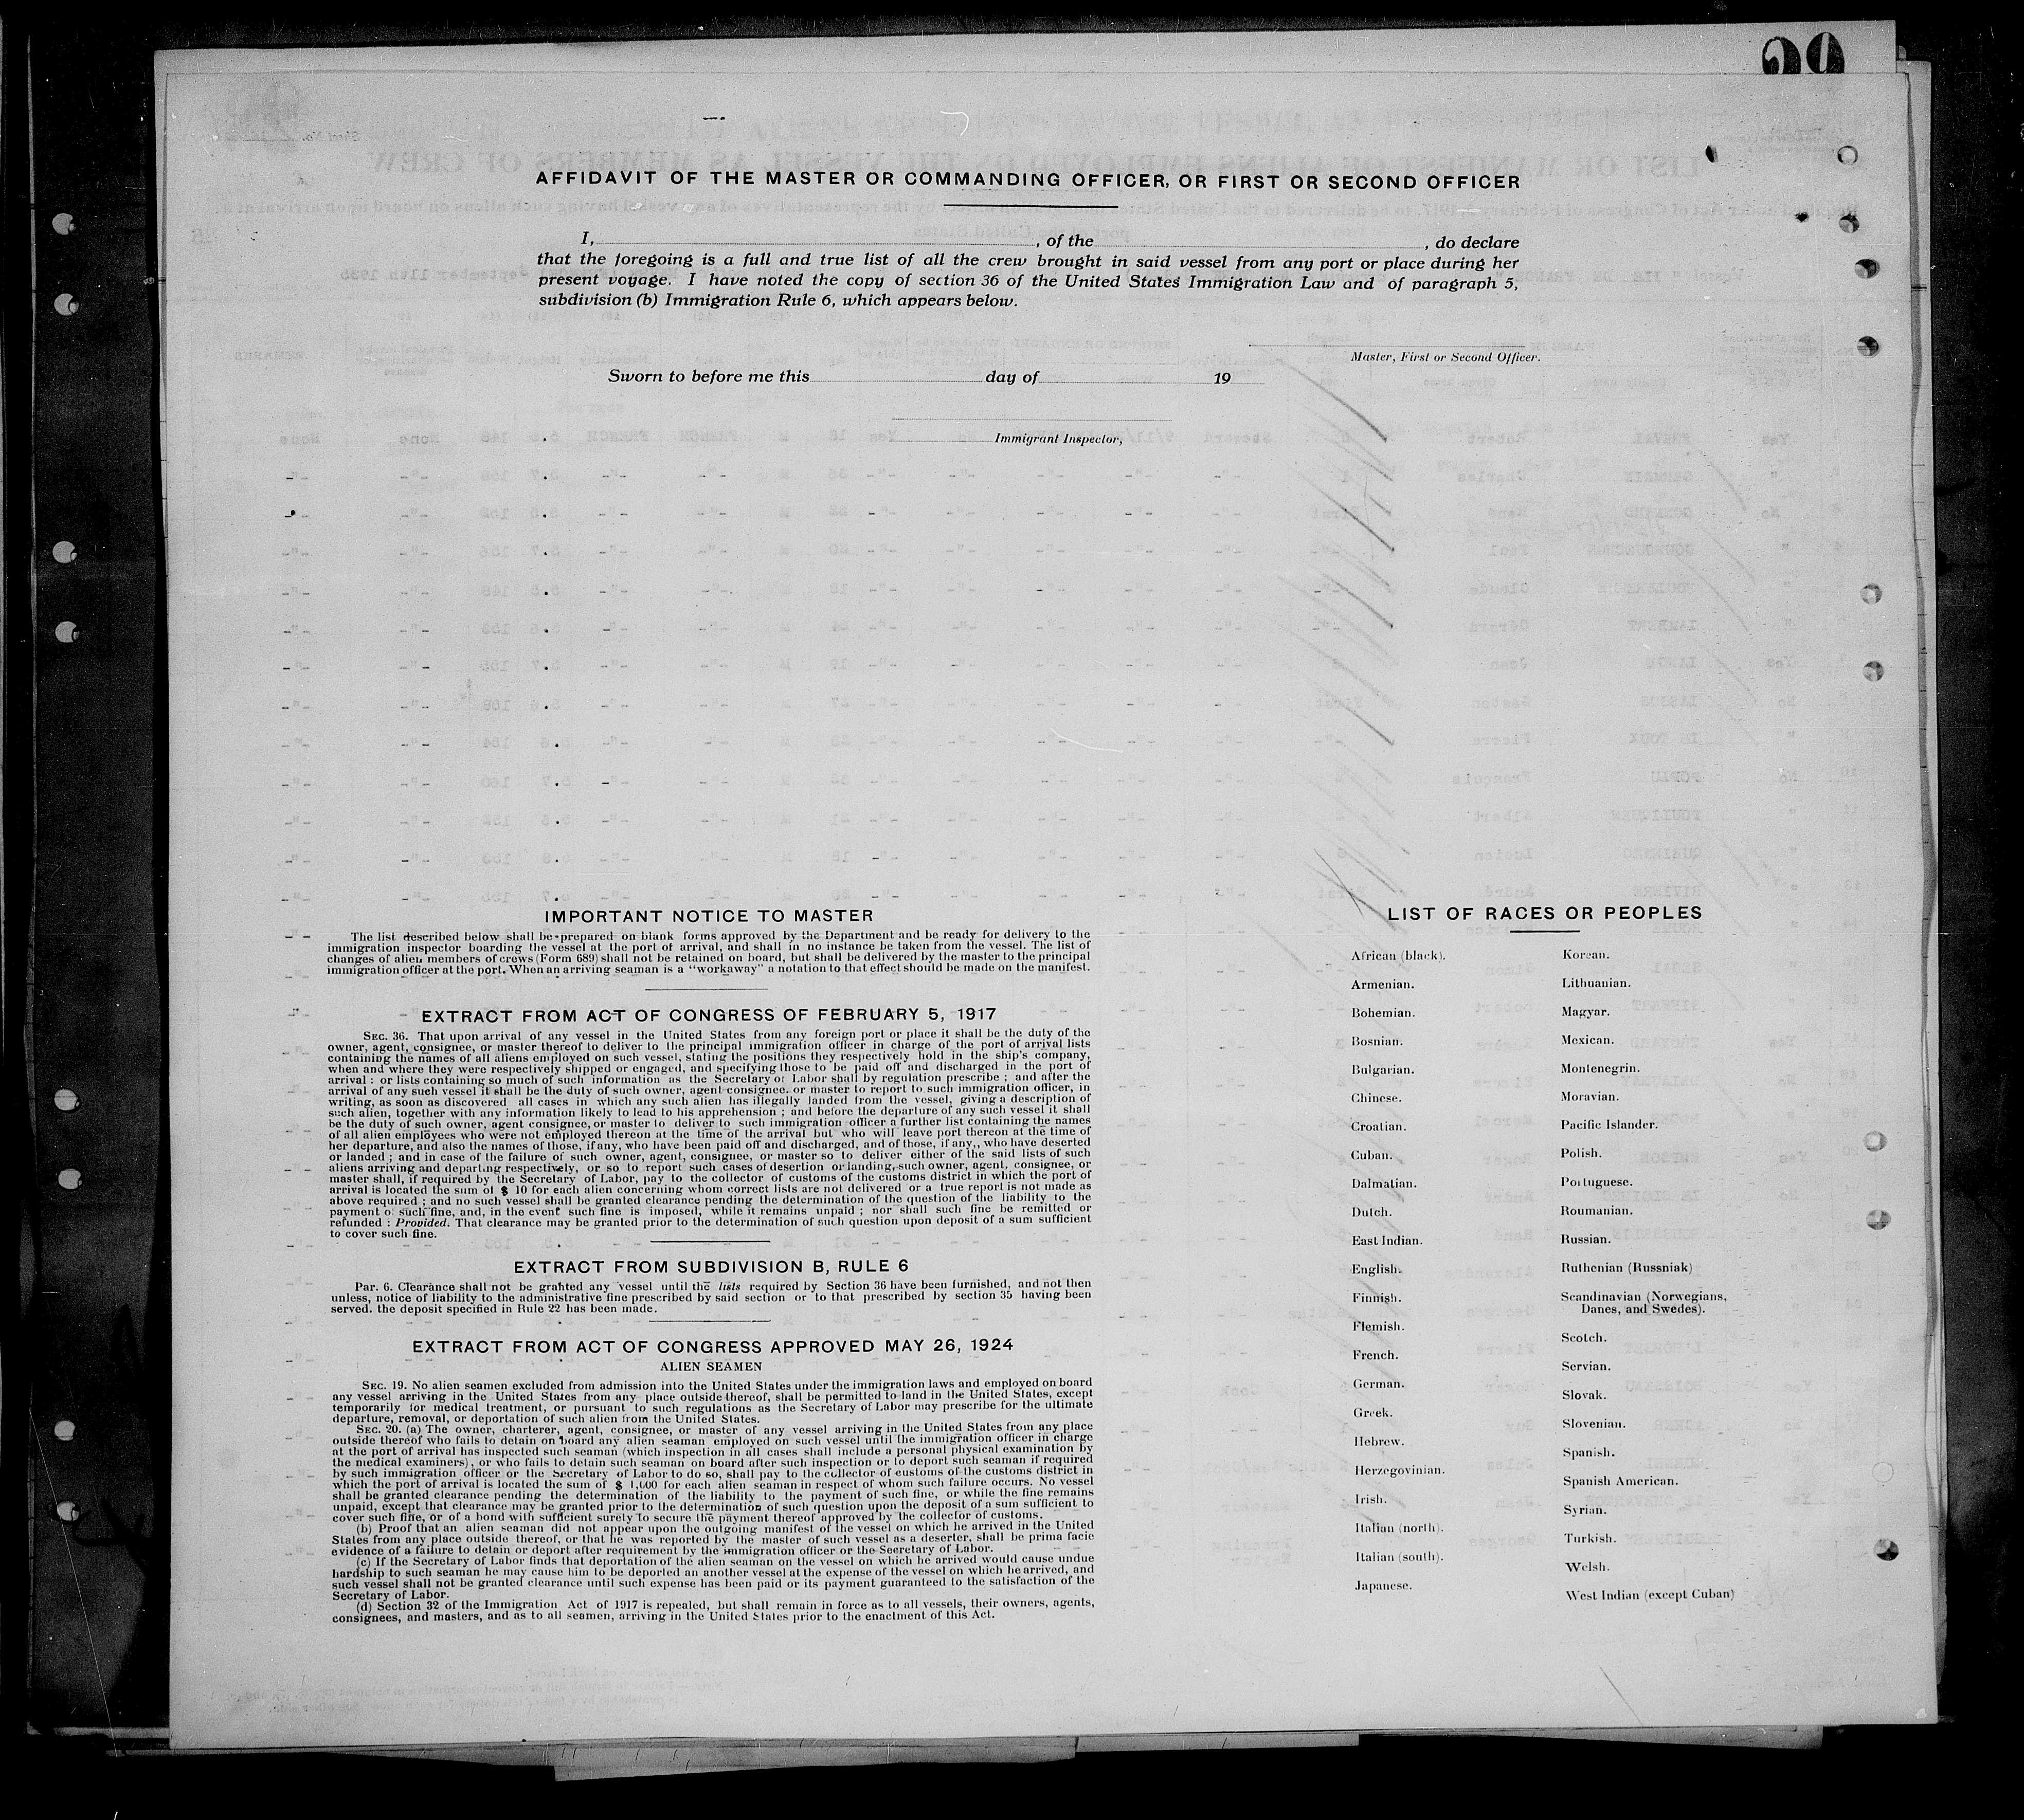 29
AFFIDAVIT OF THE MASTER OR COMMANDING OFFICER, OR FIRST OR SECOND OFFICER
I, , of the , do declare
that the foregoing is a full and true list of all the crew brought in said vessel from any port or place during her
present voyage. I have noted the copy of section 36 of the United States Immigration Law and of paragraph 5,
subdivision (b) Immigration Rule 6, which appears below.
Master, First or Second Officer.
Sworn to before me this day of 19
Immigrant Inspector,
IMPORTANT NOTICE TO MASTER
The list described below shall be prepared on blank forms approved by the Department and be ready for delivery to the
immigration inspector boarding the vessel at the port of arrival, and shall in no instance be taken from the vessel. The list of
changes of alien members of crews (Form 689) shall not be retained on board, but shall be delivered by the master to the principal
immigration officer at the port. When an arriving seaman is a "workaway" a notation to that effect should be made on the manifest.
EXTRACT FROM ACT OF CONGRESS OF FEBRUARY 5, 1917
SEC. 36. That upon arrival of any vessel in the United States from any foreign port or place it shall be the duty of the
owner, agent, consignee, or master thereof to deliver to the principal immigration officer in charge of the port of arrival lists
containing the names of all aliens employed on such vessel, stating the positions they respectively hold in the ship's company,
when and where they were respectively shipped or engaged, and specifying those to be paid off and discharged in the port of
arrival : or lists containing so much of such information as the Secretary of Labor shall by regulation prescribe ; and after the
arrival of any such vessel it shall be the duty of such owner, agent consignee. or master to report to such immigration officer, in
writing, as soon as discovered all cases in which any such alien has illegally landed from the vessel, giving a description of
such alien, together with any information likely to lead to his apprehension ; and before the departure of any such vessel it shall
be the duty of such owner, agent consignee, or master to deliver to such immigration officer a further list containing the names
of all alien employees who were not employed thereon at the time of the arrival but who will leave port thereon at the time of
her departure, and also the names of those, if any, who have been paid off and discharged, and of those, if any,, who have deserted
or landed ; and in case of the failure of such owner, agent, consignee, or master so to deliver either of the said lists of such
aliens arriving and departing respectively, or so to report such cases of desertion or landing, such owner, agent, consignee, or
master shall, if required by the Secretary of Labor, pay to the collector of customs of the customs district in which the port of
arrival is located the sum of $ 10 for each alien concerning whom correct lists are not delivered or a true report is not made as
above required ; and no such vessel shall be granted clearance pending the determination of the question of the liability to the
payment of such fine, and, in the event such fine is imposed, while it remains unpaid ; nor shall such fine be remitted or
refunded : Provided. That clearance may be granted prior to the determination of such question upon deposit of a sum sufficient
to cover such fine.
EXTRACT FROM SUBDIVISION B, RULE 6
Par. 6. Clearance shall not be granted any vessel until the lists required by Section 36 have been furnished, and not then
unless, notice of liability to the administrative fine prescribed by said section or to that prescribed by section 35 having been
served. the deposit specified in Rule 22 has been made.
EXTRACT FROM ACT OF CONGRESS APPROVED MAY 26, 1924
ALIEN SEAMEN
SEC. 19. No alien seamen excluded from admission into the United States under the immigration laws and employed on board
any vessel arriving in the United States from any place outside thereof, shall be permitted to land in the United States, except
temporarily for medical treatment, or pursuant to such regulations as the Secretary of Labor may prescribe for the ultimate
departure, removal, or deportation of such alien from the United States.
SEC. 20. (a) The owner, charterer, agent, consignee, or master of any vessel arriving in the United States from any place
outside thereof who fails to detain on board any alien seaman employed on such vessel until the immigration officer in charge
at the port of arrival has inspected such seaman (which inspection in all cases shall include a personal physical examination by
the medical examiners), or who fails to detain such seaman on board after such inspection or to deport such seaman if required
by such immigration officer or the Secretary of Labor to do so, shall pay to the collector of customs of the customs district in
which the port of arrival is located the sum of $ 1,000 for each alien seaman in respect of whom such failure occurs. No vessel
shall be granted clearance pending the determination of the liability to the payment of such fine, or while the fine remains
unpaid, except that clearance may be granted prior to the determination of such question upon the deposit of a sum sufficient to
cover such fine, or of a bond with sufficient surely to secure the payment thereof approved by the collector of customs.
(b) Proof that an alien seaman did not appear upon the outgoing manifest of the vessel on which he arrived in the United
States from any place outside thereof, or that he was reported by the master of such vessel as a deserter, shall be prima facie
evidence of a failure to detain or deport after requirement by the immigration officer or the Secretary of Labor.
(c) If the Secretary of Labor finds that deportation of the alien seaman on the vessel on which he arrived would cause undue
hardship to such seaman he may cause him to be deported an another vessel at the expense of the vessel on which he arrived, and
such vessel shall not be granted clearance until such expense has been paid or its payment guaranteed to the satisfaction of the
Secretary of Labor.
(d) Section 32 of the Immigration Act of 1917 is repealed, but shall remain in force as to all vessels, their owners, agents,
consignees, and masters, and as to all seamen, arriving in the United States prior to the enactment of this Act.
LIST OF RACES OR PEOPLES
African (black).
Armenian.
Bohemian.
Bosnian.
Bulgarian.
Chinese.
Croatian.
Cuban.
Dalmatian.
Dutch.
East Indian.
English.
Finnish.
Flemish.
French.
German.
Greek.
Hebrew.
Herzegovinian.
Irish.
Italian (north).
Italian (south).
Japanese.
Korean.
Lithuanian.
Magyar.
Mexican.
Montenegrin.
Moravian.
Pacific Islander.
Polish.
Portuguese.
Roumanian.
Russian.
Ruthenian (Russniak)
Scandinavian (Norwegians,
Danes, and Swedes).
Scotch.
Servian.
Slovak.
Slovenian.
Spanish.
Spanish American.
Syrian.
Turkish.
Welsh.
West Indian (except Cuban)